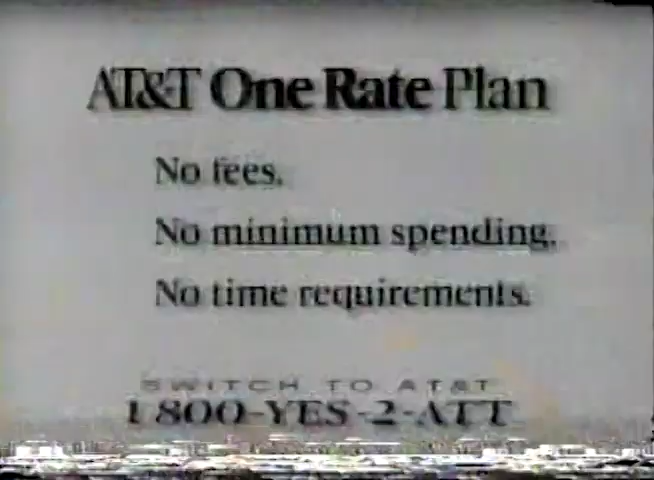 AT&T One Rate Plan
No fees.
No minimum spending.
No time requirements.
SWITCH TO AT&T
1 800-YES-2-ATT